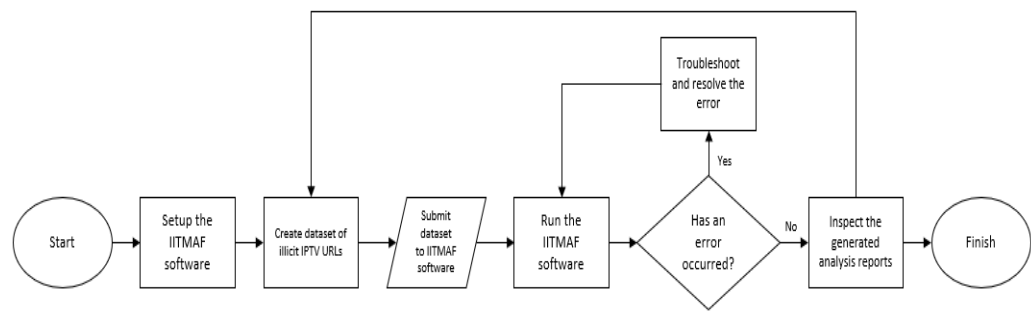 Troubleshoot
and resolve the
error
Yes
Start
Setup the
IITMAF
software
Create dataset of
illicit IPTV URLs
Submit
dataset
to IITMAF
software
Run the
IITMAF
software
Has an
error
occurred?
No
Inspect the
generated
analysis reports
Finish